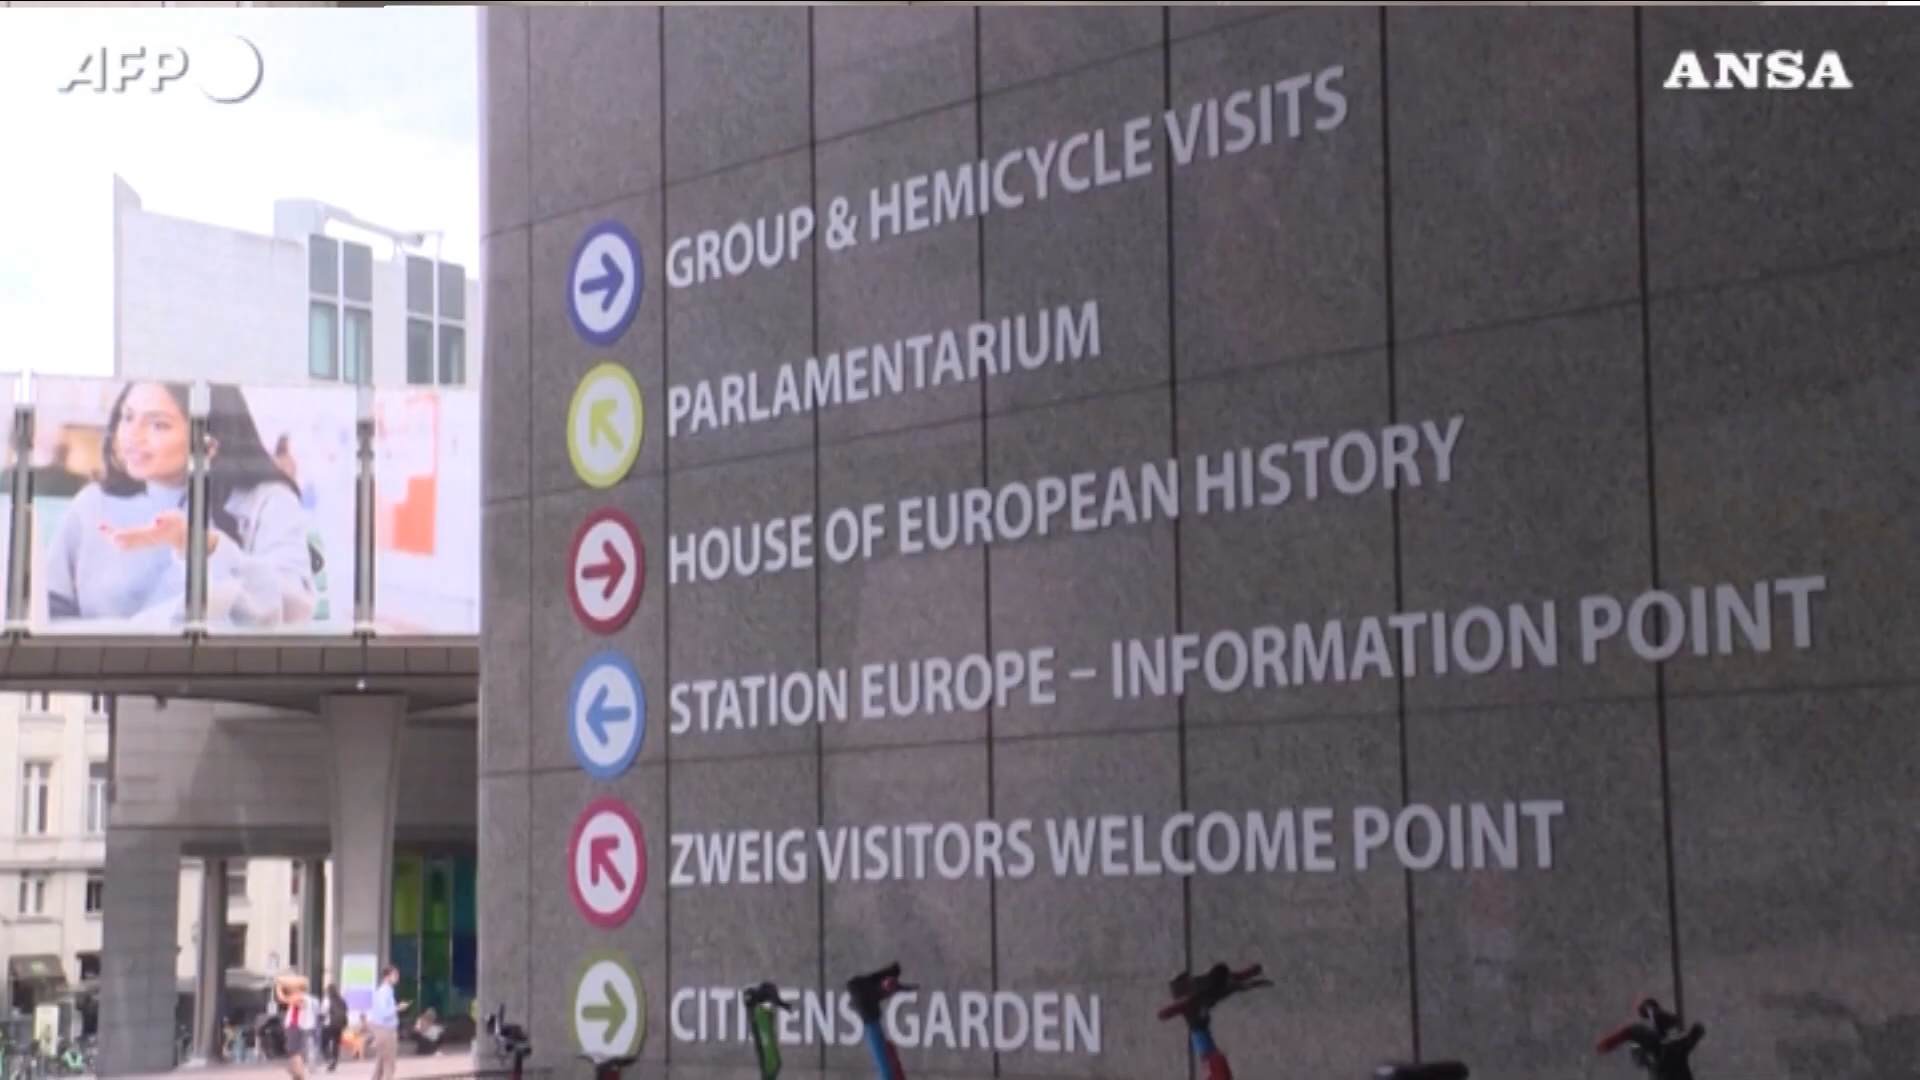 AFP
ANSA
GROUP & HEMICYCLE VISITS
PARLAMENTARIUM
HOUSE OF EUROPEAN HISTORY
STATION EUROPE – INFORMATION POINT
ZWEIG VISITORS WELCOME POINT
CITIZENS GARDEN